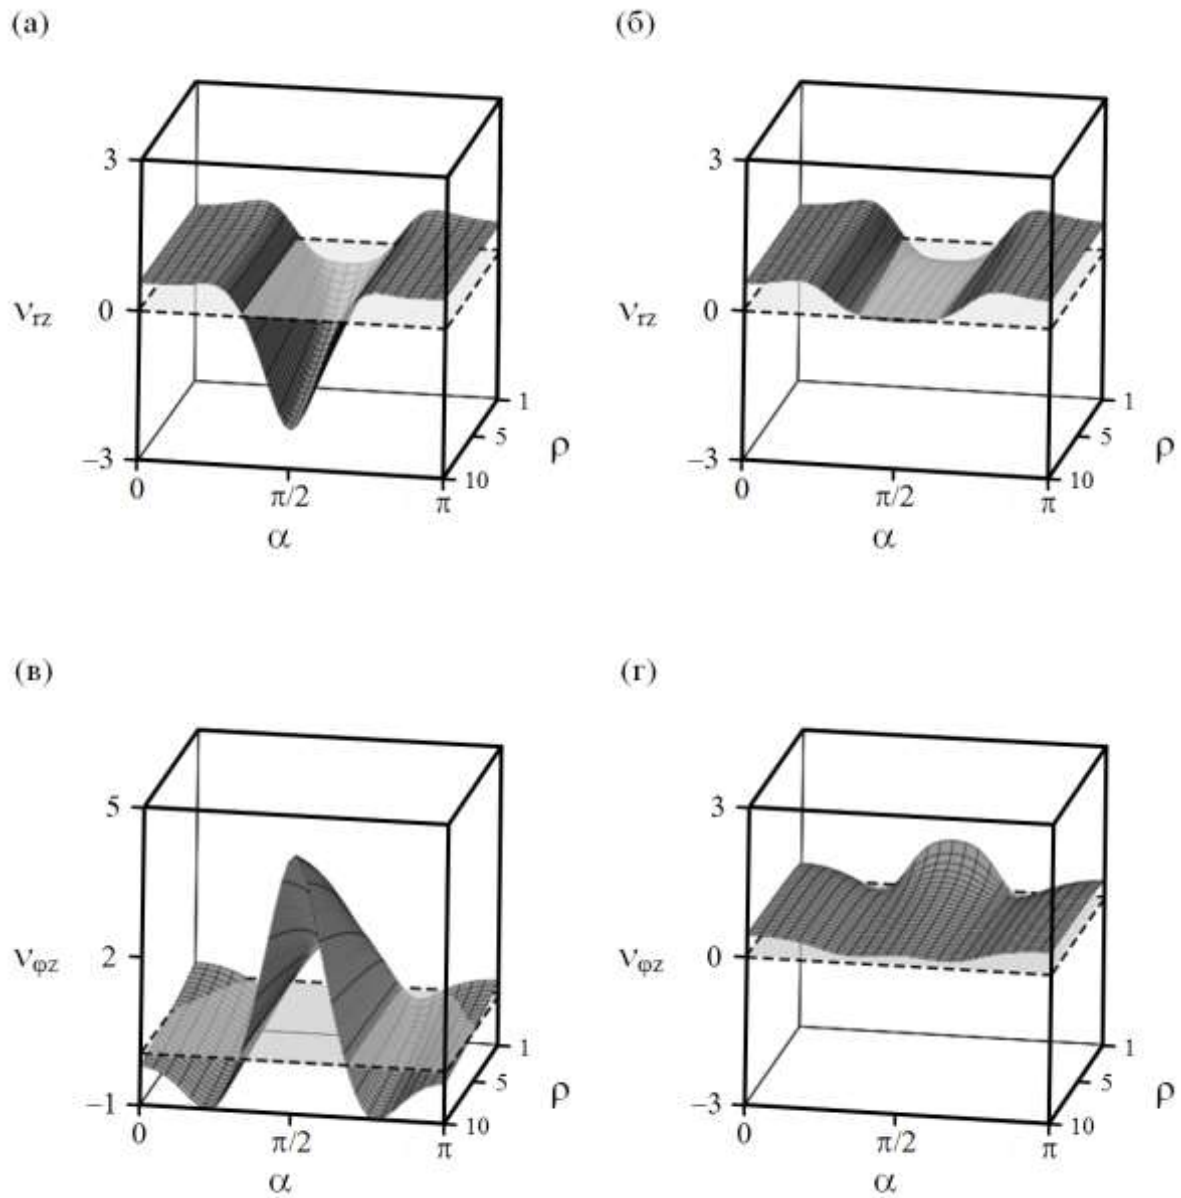 (а) (б)
3 3
ν_rz 0 ν_rz 0
1 1
5 ρ 5 ρ
−3 10 −3 10
0 π/2 π 0 π/2 π
α α
(в) (г)
5 3
ν_φz 2 ν_φz 0
1 1
5 ρ 5 ρ
−1 10 −3 10
0 π/2 π 0 π/2 π
α α